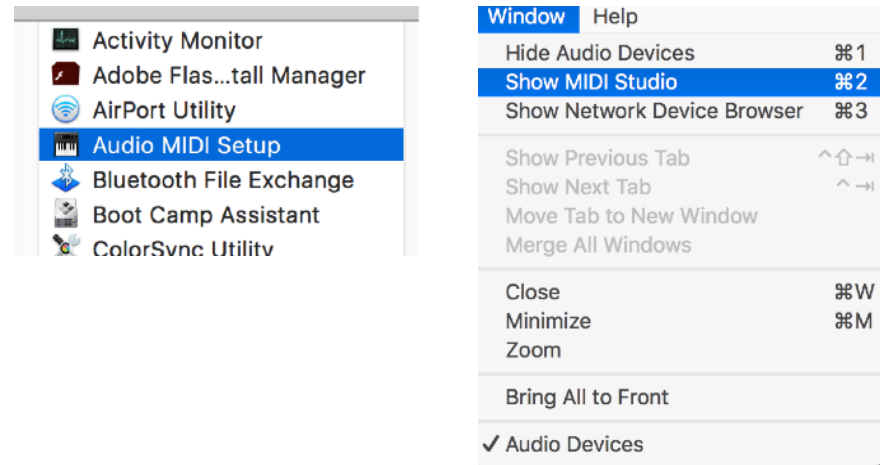 Activity Monitor
Adobe Flas...tall Manager
AirPort Utility
Audio MIDI Setup
Bluetooth File Exchange
Boot Camp Assistant
ColorSync Utility
Window Help
Hide Audio Devices ⌘1
Show MIDI Studio ⌘2
Show Network Device Browser ⌘3
Show Previous Tab ^⇧⇥
Show Next Tab ^⇥
Move Tab to New Window
Merge All Windows
Close ⌘W
Minimize ⌘M
Zoom
Bring All to Front
✓ Audio Devices